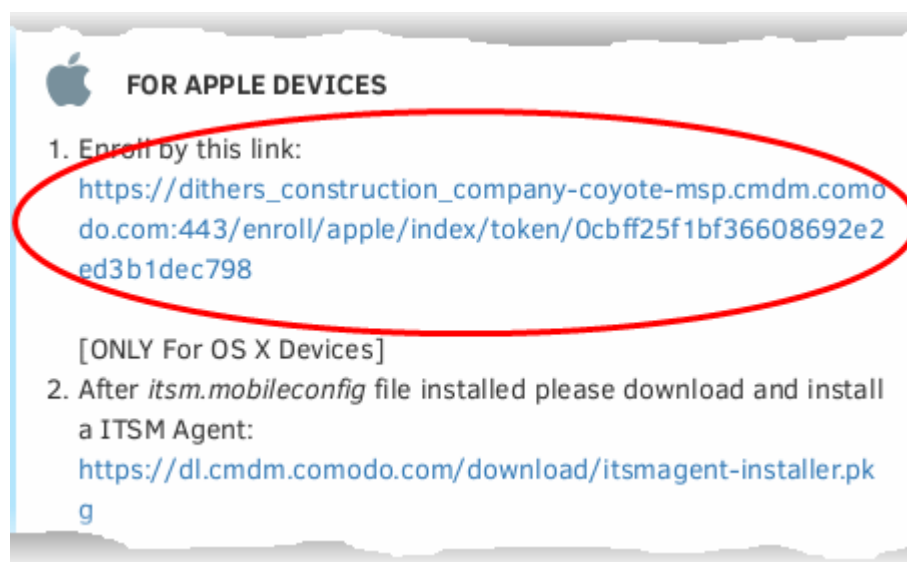 FOR APPLE DEVICES
1. Enroll by this link:
https://dithers_construction_company-coyote-msp.cmdm.como
do.com:443/enroll/apple/index/token/0cbff25f1bf36608692e2
ed3b1dec798
[ONLY For OS X Devices]
2. After itsm.mobileconfig file installed please download and install
a ITSM Agent:
https://dl.cmdm.comodo.com/download/itsmagent-installer.pk
g